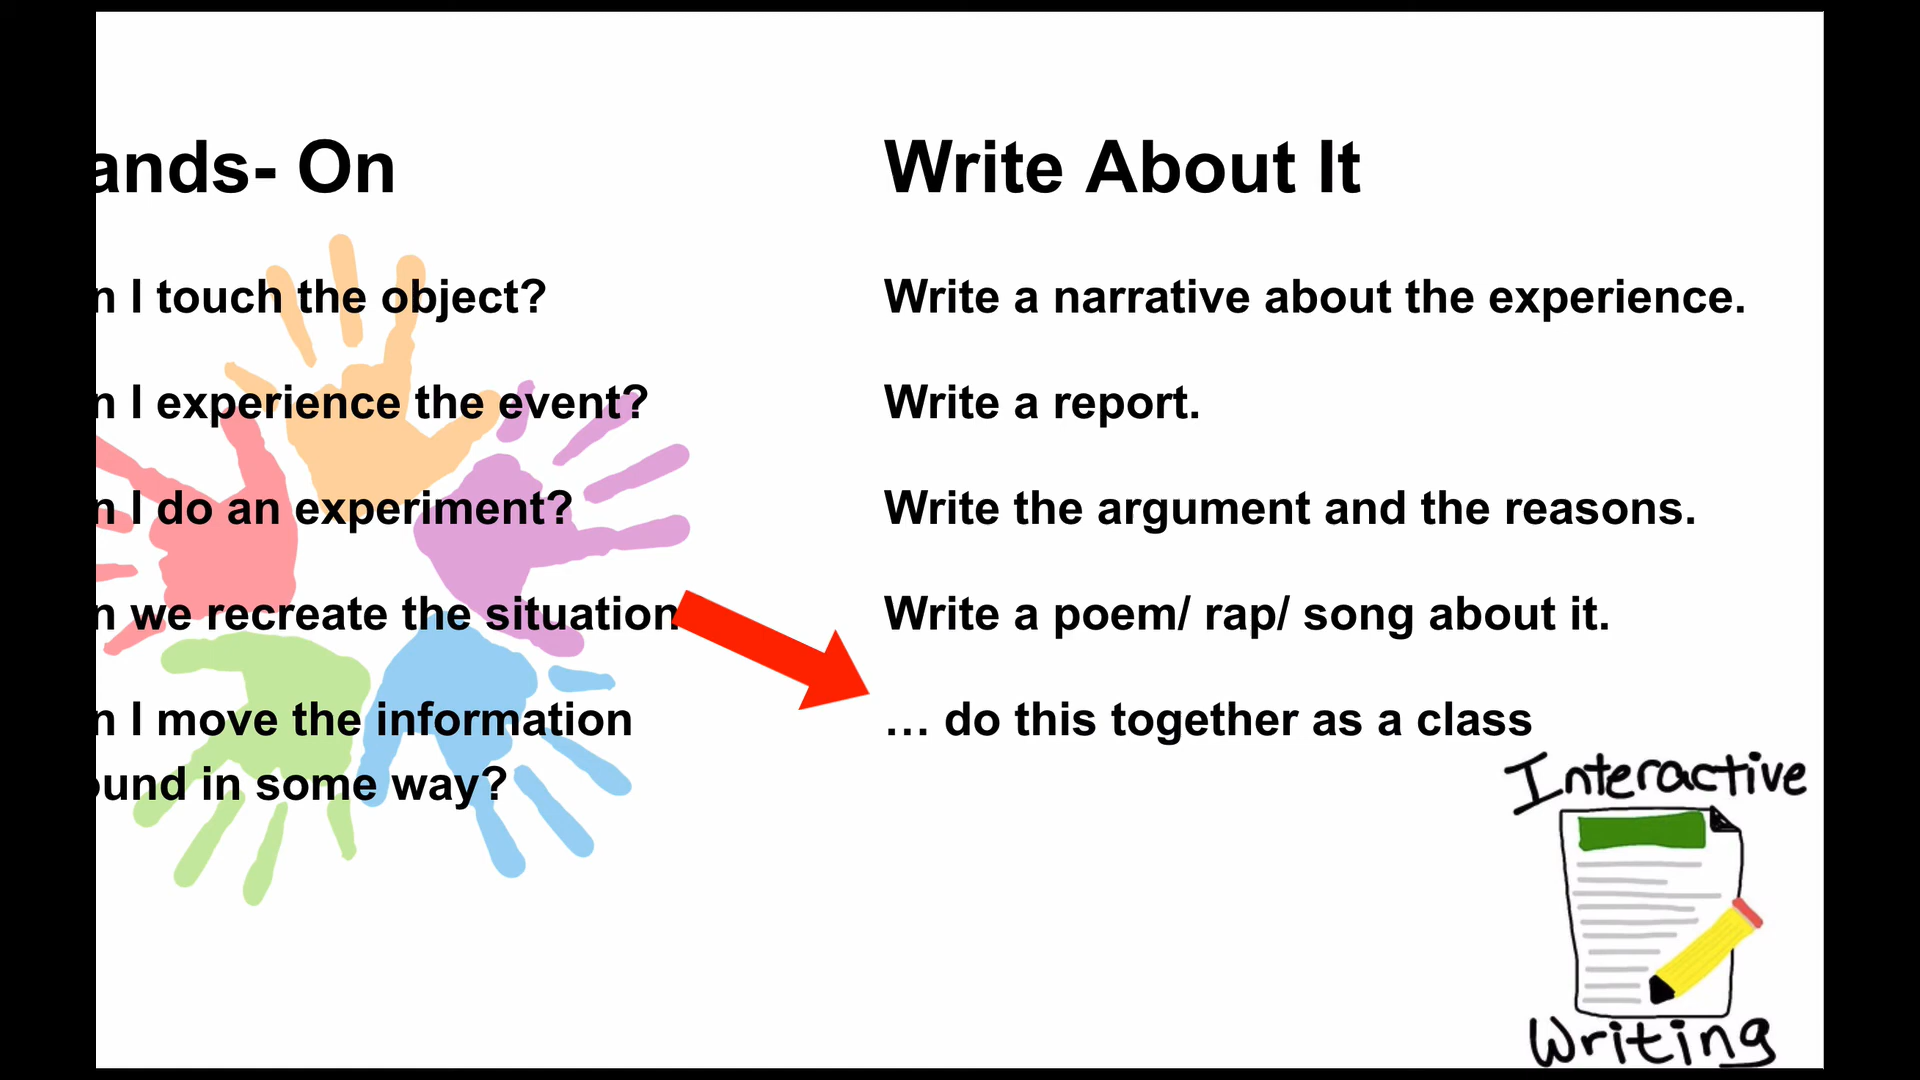 ands- On
n I touch the object?
n I experience the event?
n I do an experiment?
n we recreate the situation
n I move the information
ound in some way?
Write About It
Write a narrative about the experience.
Write a report.
Write the argument and the reasons.
Write a poem/ rap/ song about it.
… do this together as a class
Interactive
Writing